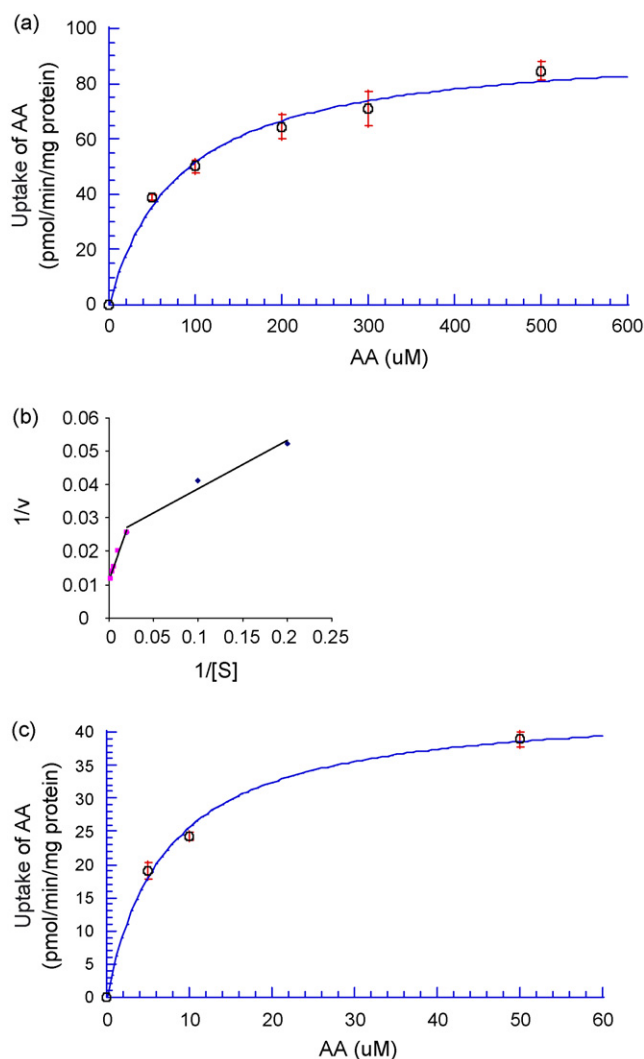 (a)
Uptake of AA
(pmol/min/mg protein)
100
80
60
40
20
0
0 100 200 300 400 500 600
AA (uM)
(b)
1/v
0.06
0.05
0.04
0.03
0.02
0.01
0
0 0.05 0.1 0.15 0.2 0.25
1/[S]
(c)
Uptake of AA
(pmol/min/mg protein)
40
35
30
25
20
15
10
5
0
0 10 20 30 40 50 60
AA (uM)